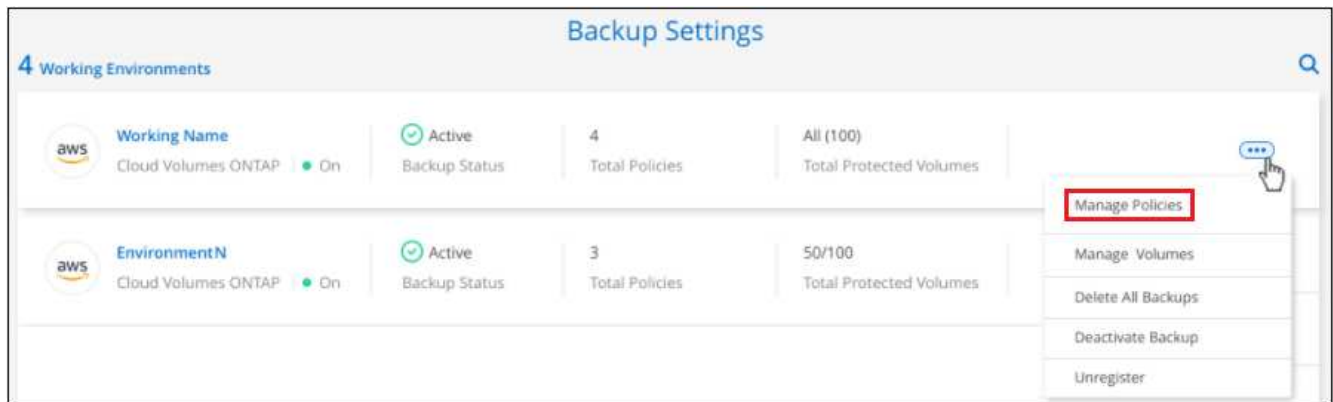 Backup Settings
4 Working Environments
aws
Working Name
Cloud Volumes ONTAP
On
Active
Backup Status
4
Total Policies
All (100)
Total Protected Volumes
Manage Policies
Manage Volumes
Delete All Backups
Deactivate Backup
Unregister
aws
EnvironmentN
Cloud Volumes ONTAP
On
Active
Backup Status
3
Total Policies
50/100
Total Protected Volumes